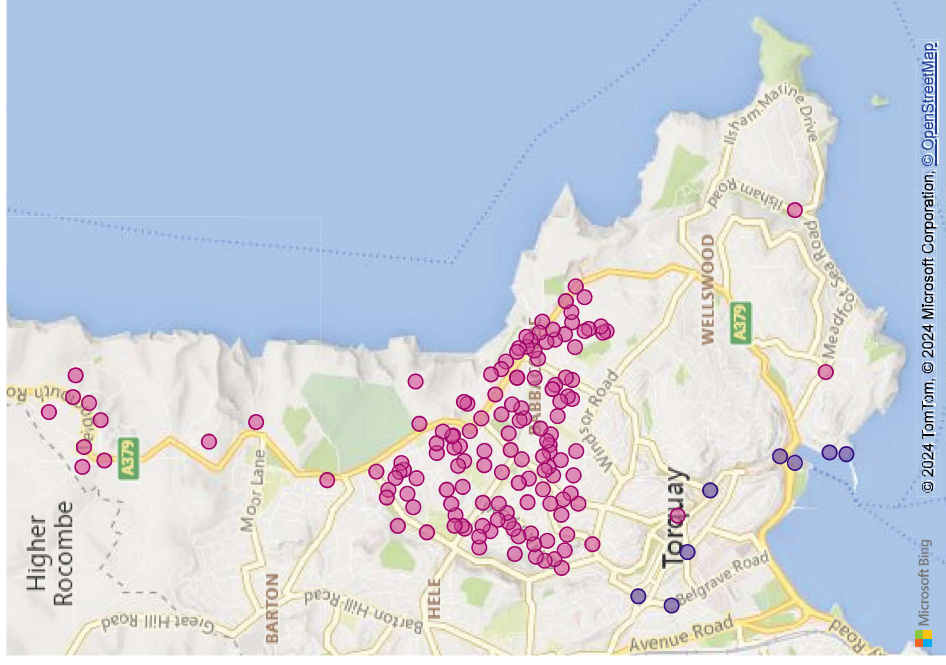 Ilsham Marine Drive
Ilsham Road
WELLSWOOD
A379
Meadfoot Sea Road
Windsor Road
A379
Moor Lane
Higher
Rocombe
BARTON
HELE
Great Hill Road
Barton Hill Road
Torquay
Belgrave Road
Avenue Road
Microsoft Bing
© 2024 TomTom, © 2024 Microsoft Corporation, © OpenStreetMap